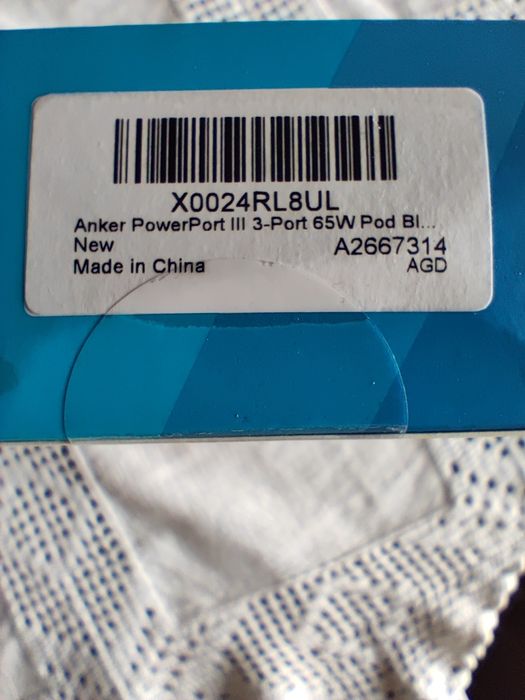 X0024RL8UL
Anker PowerPort III 3-Port 65W Pod Bl...
New A2667314
Made in China AGD